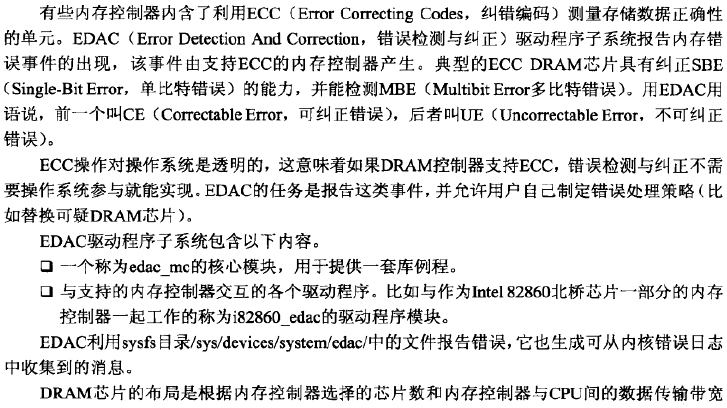 有些内存控制器内含了利用ECC（Error Correcting Codes，纠错编码）测量存储数据正确性
的单元。EDAC（Error Detection And Correction，错误检测与纠正）驱动程序子系统报告内存错
误事件的出现，该事件由支持ECC的内存控制器产生。典型的ECC DRAM芯片具有纠正SBE
（Single-Bit Error，单比特错误）的能力，并能检测MBE（Multibit Error多比特错误）。用EDAC用
语说，前一个叫CE（Correctable Error，可纠正错误），后者叫UE（Uncorrectable Error，不可纠正
错误）。
ECC操作对操作系统是透明的，这意味着如果DRAM控制器支持ECC，错误检测与纠正不需
要操作系统参与就能实现。EDAC的任务是报告这类事件，并允许用户自己制定错误处理策略（比
如替换可疑DRAM芯片）。
EDAC驱动程序子系统包含以下内容。
❑ 一个称为edac_mc的核心模块，用于提供一套库例程。
❑ 与支持的内存控制器交互的各个驱动程序。比如与作为Intel 82860北桥芯片一部分的内存
控制器一起工作的称为i82860_edac的驱动程序模块。
EDAC利用sysfs目录/sys/devices/system/edac/中的文件报告错误，它也生成可从内核错误日志
中收集到的消息。
DRAM芯片的布局是根据内存控制器选择的芯片数和内存控制器与CPU间的数据传输带宽